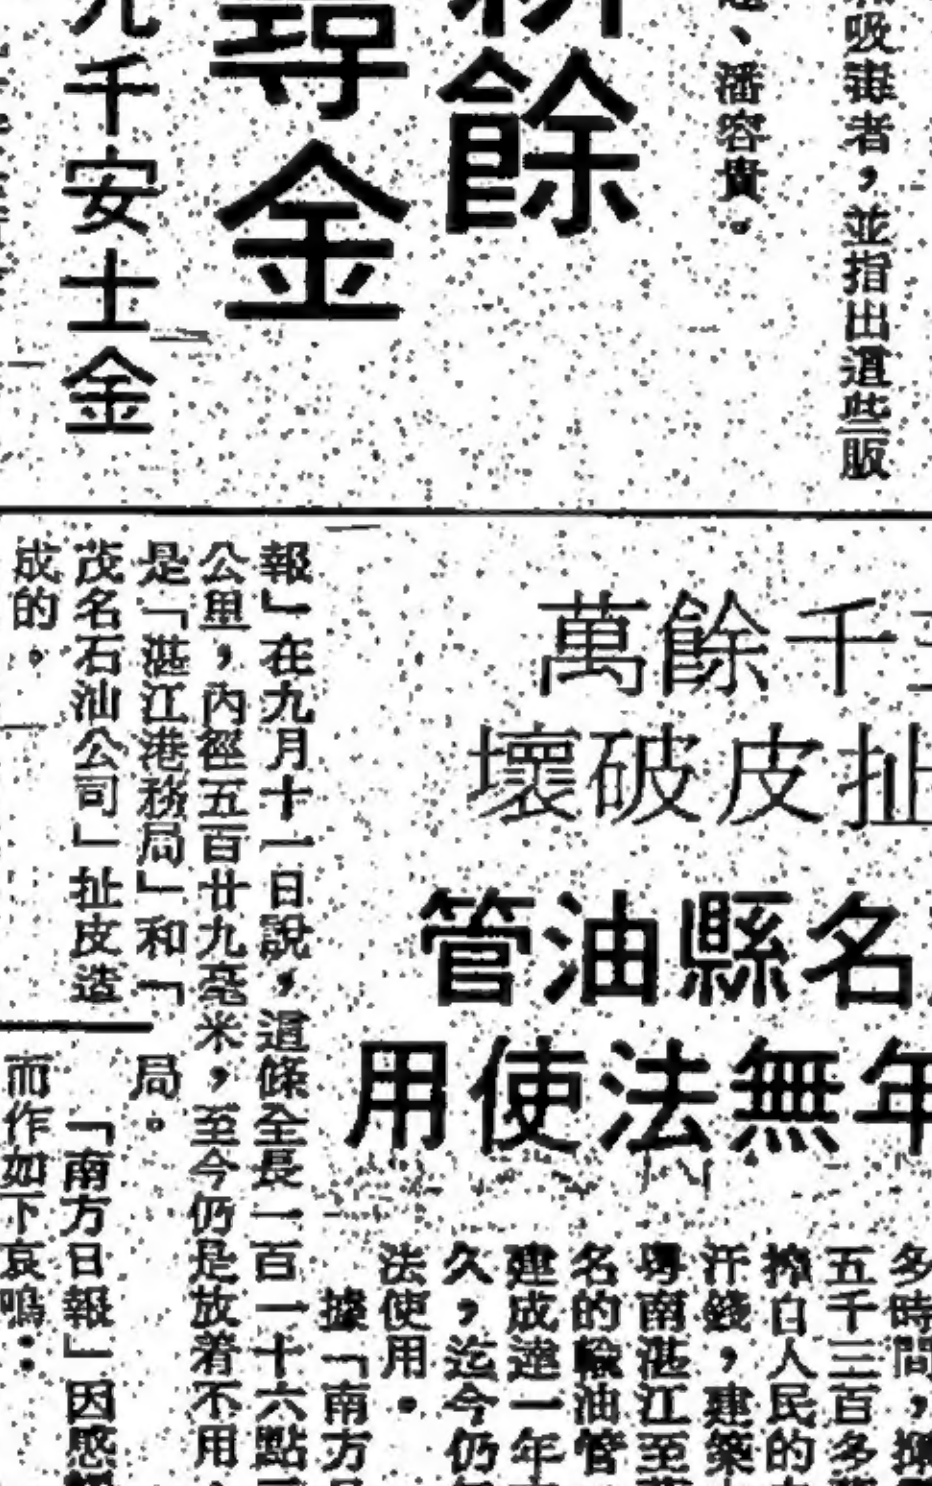 吸毒者，並指出這些販
、潘容貴。
餘
尋金
千安士金
萬餘千
壞破皮扯
管油縣名
用使法無年
多時間，
五千三百多
搾自人民的
汗錢，建築
粵南湛江至
名的輸油管
建成達一年
久，迄今仍
法使用。
據「南方
報」在九月十一日說，這條全長一百一十六點
公里，內徑五百廿九毫米，至今仍是放着不用
是「湛江港務局」和「
茂名石油公司」扯皮造
成的。
局。
「南方日報」因感
而作如下哀鳴：